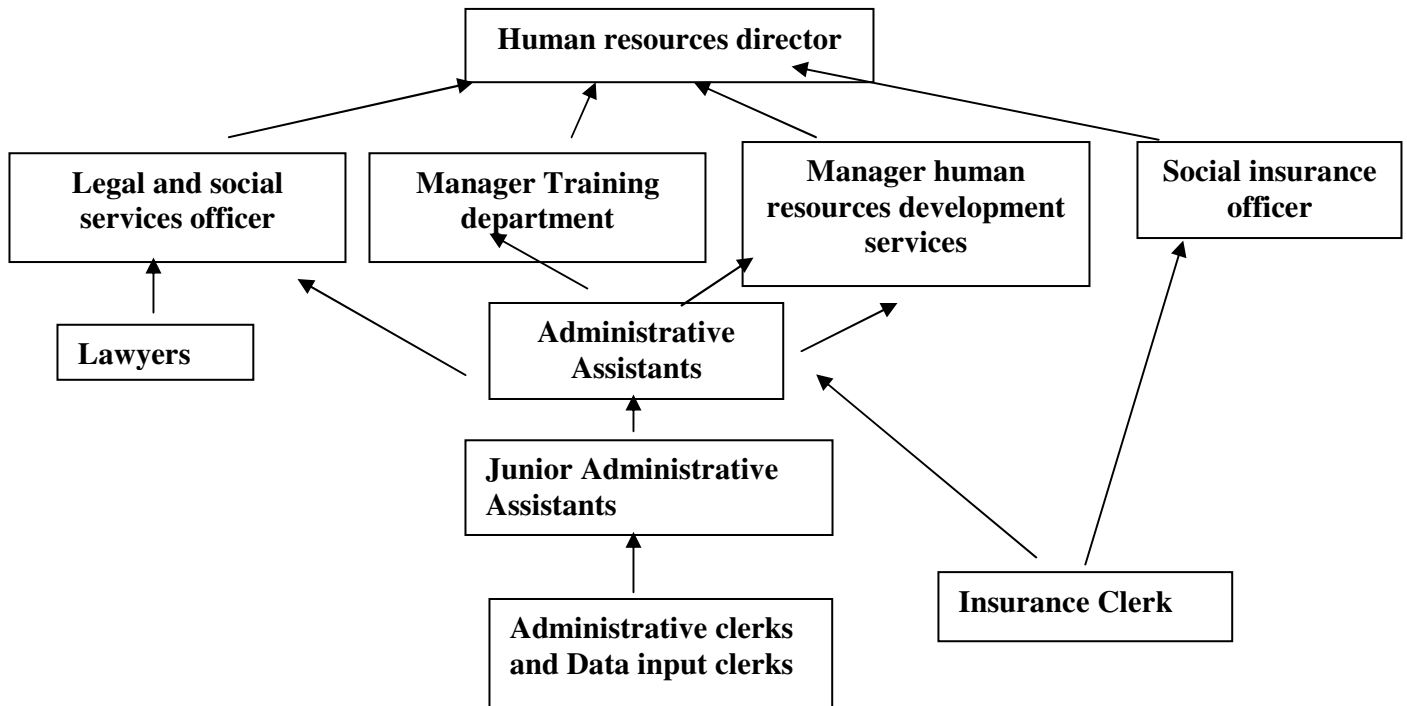 Human resources director
Legal and social
services officer
Manager Training
department
Manager human
resources development
services
Social insurance
officer
Lawyers
Administrative
Assistants
Junior Administrative
Assistants
Insurance Clerk
Administrative clerks
and Data input clerks